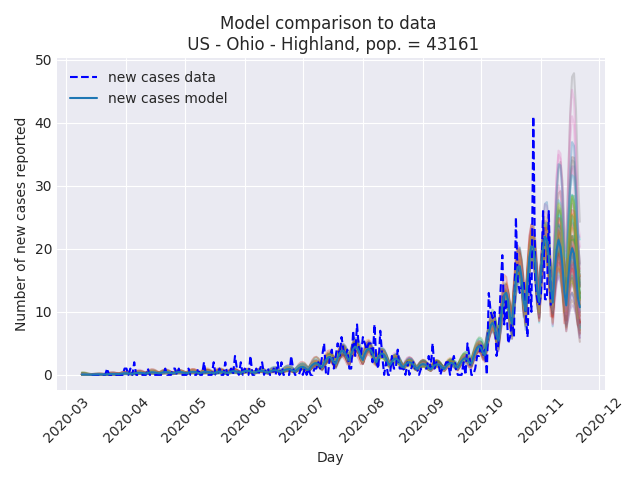 Model comparison to data
US - Ohio - Highland, pop. = 43161
new cases data
new cases model
Number of new cases reported
50
40
30
20
10
0
2020-03
2020-04
2020-05
2020-06
2020-07
2020-08
2020-09
2020-10
2020-11
2020-12
Day